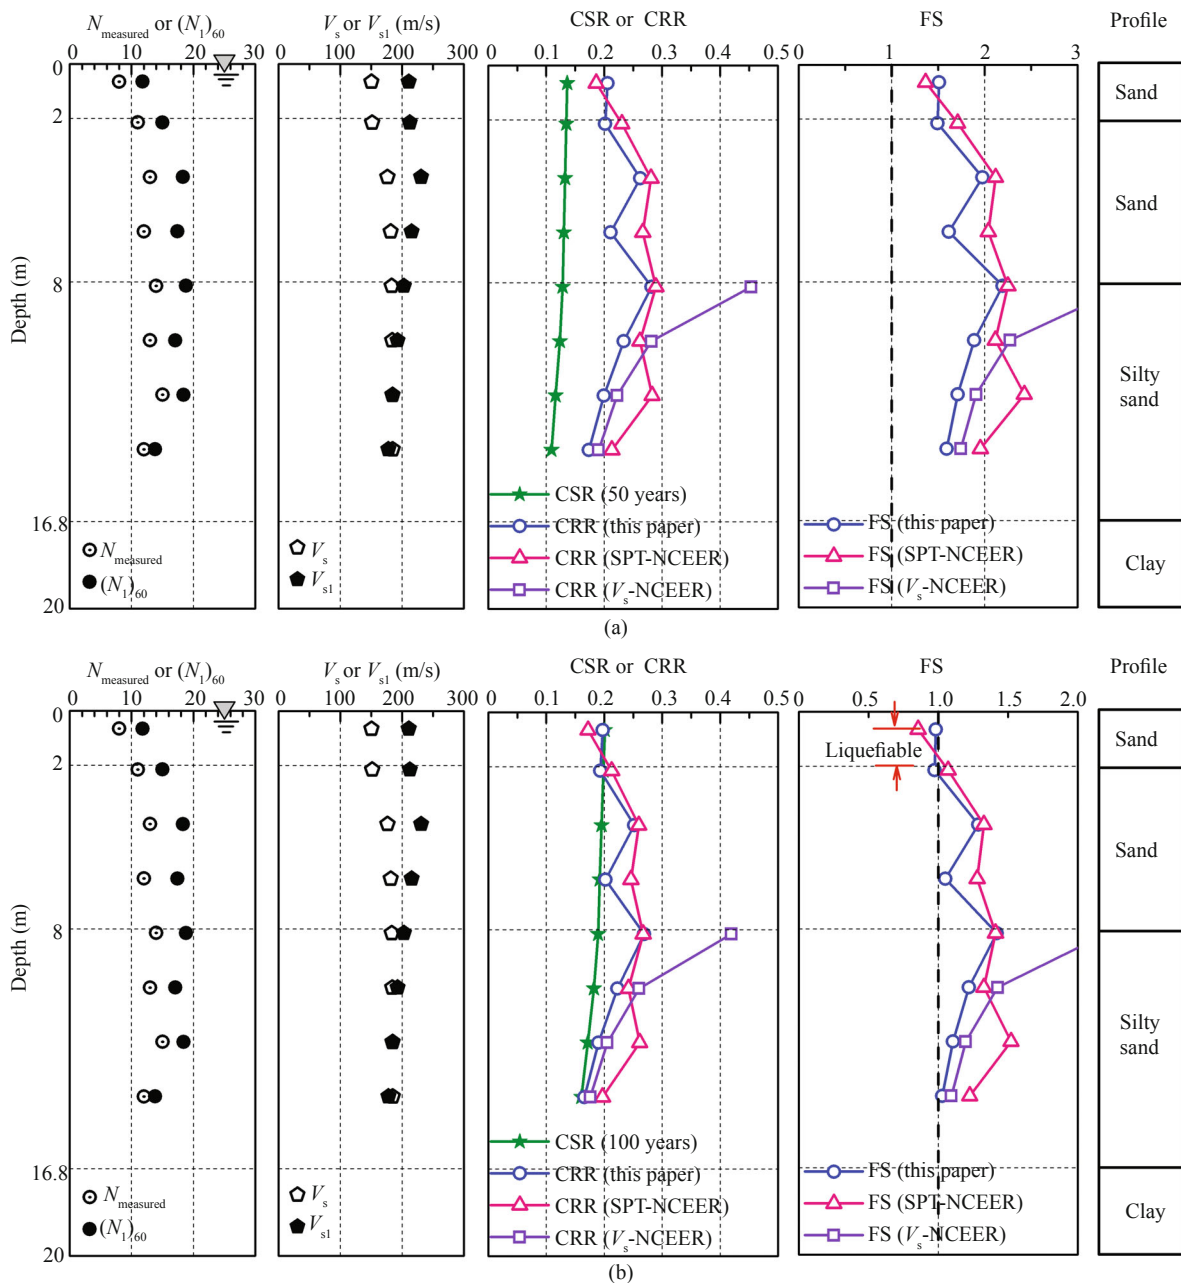 N measured or (N1)60
Vs or Vs1 (m/s)
CSR or CRR
FS
Profile
0 10 20 30
0 100 200 300
0.1 0.2 0.3 0.4 0.5
0 1 2 3
0
2
8
16.8
20
Depth (m)
Sand
Sand
Silty
sand
Clay
N measured
(N1)60
Vs
Vs1
CSR (50 years)
CRR (this paper)
CRR (SPT-NCEER)
CRR (Vs-NCEER)
FS (this paper)
FS (SPT-NCEER)
FS (Vs-NCEER)
(a)
N measured or (N1)60
Vs or Vs1 (m/s)
CSR or CRR
FS
Profile
0 10 20 30
0 100 200 300
0.1 0.2 0.3 0.4 0.5
0 0.5 1.0 1.5 2.0
0
2
8
16.8
20
Depth (m)
Liquefiable
Sand
Sand
Silty
sand
Clay
N measured
(N1)60
Vs
Vs1
CSR (100 years)
CRR (this paper)
CRR (SPT-NCEER)
CRR (Vs-NCEER)
FS (this paper)
FS (SPT-NCEER)
FS (Vs-NCEER)
(b)